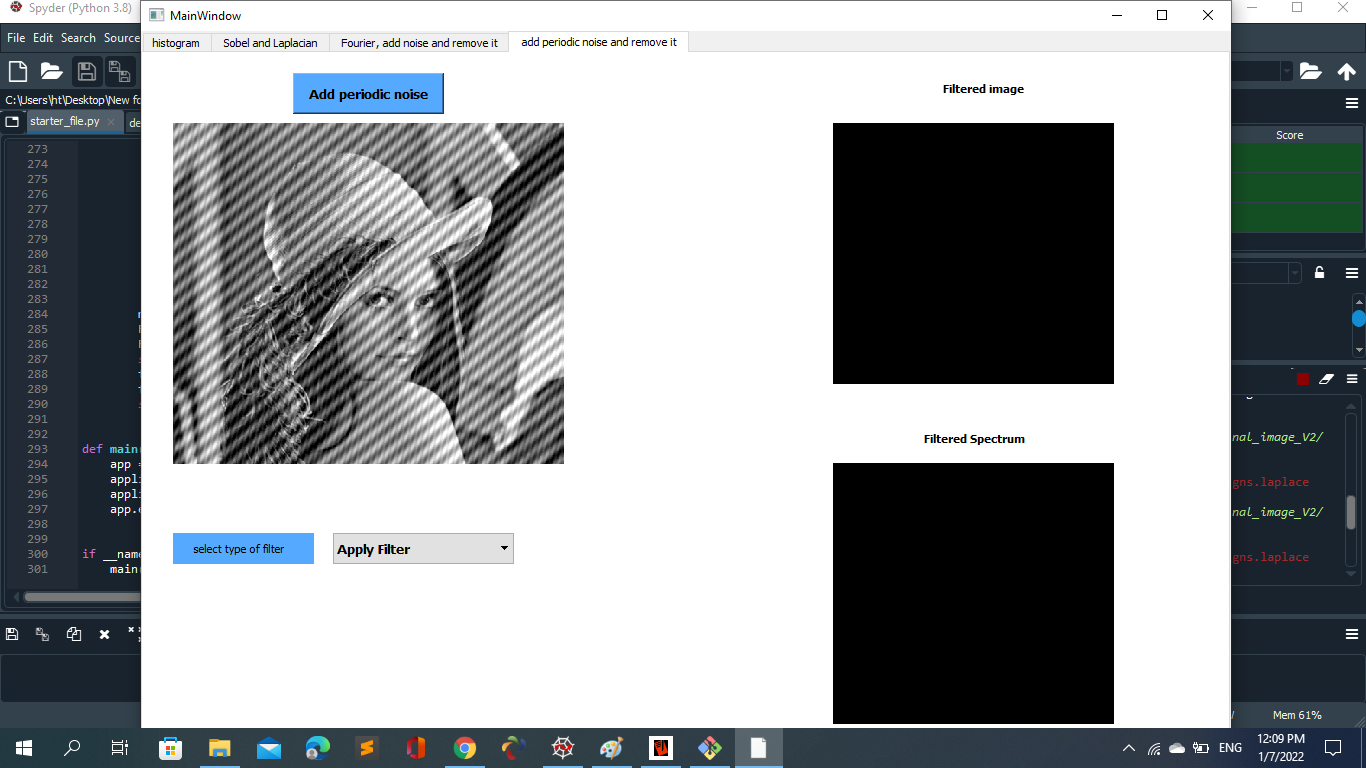 Spyder (Python 3.8)
MainWindow
File Edit Search Source
histogram
Sobel and Laplacian
Fourier, add noise and remove it
add periodic noise and remove it
C:\Users\ht\Desktop\New fo
starter_file.py
de
Add periodic noise
Filtered image
Score
273
274
275
276
277
278
279
280
281
282
283
284
285
286
287
288
289
290
291
292
293 def main
294 app =
295 appli
296 appli
297 app.e
298
299
300 if __name
301 main
select type of filter
Apply Filter
Filtered Spectrum
nal_image_V2/
gns.laplace
nal_image_V2/
gns.laplace
Mem 61%
ENG
12:09 PM
1/7/2022